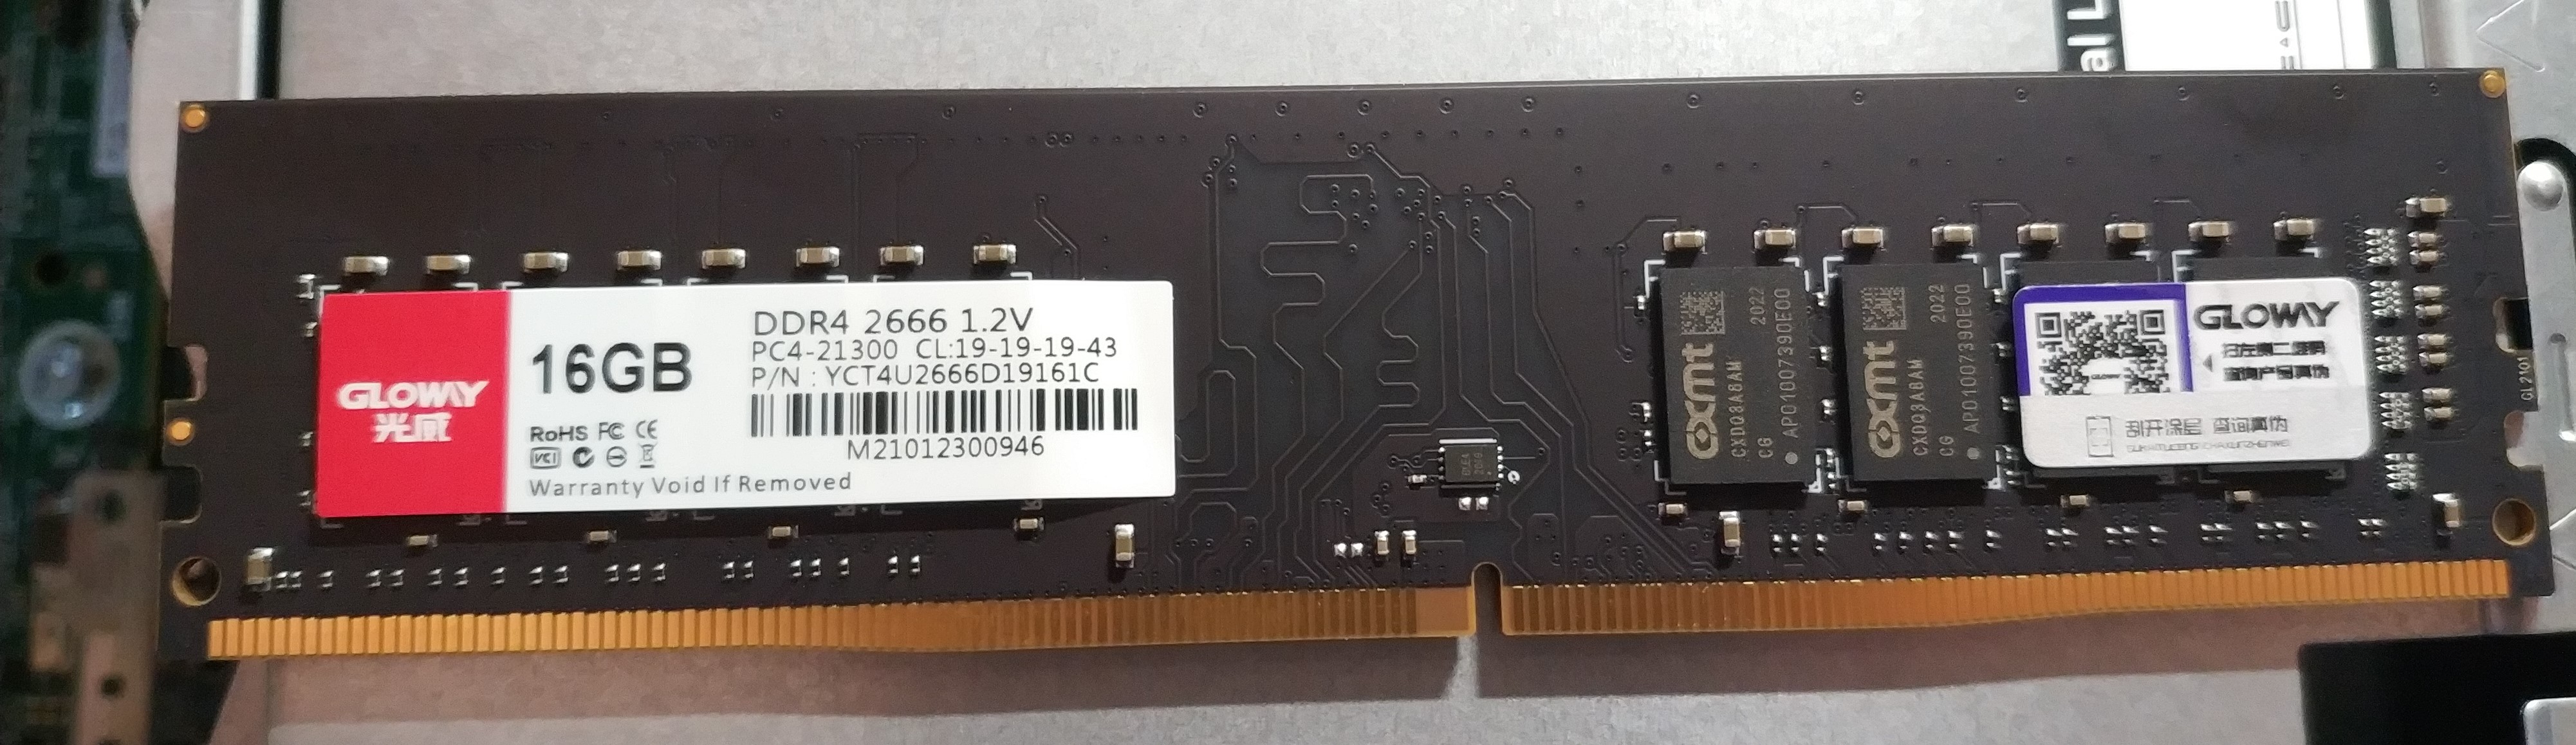 GLOWAY
光威
16GB
RoHS FC CE
VCI
Warranty Void If Removed
DDR4 2666 1.2V
PC4-21300 CL:19-19-19-43
P/N : YCT4U2666D19161C
M21012300946
cxmt
CXDQ3A8AM
CG
2022
AP01007390E00
cxmt
CXDQ3A8AM
CG
2022
AP01007390E00
GLOWAY
扫左侧二维码
查询产品真伪
刮开涂层 查询真伪
GUAKAITUCENG CHAXUNZHENWEI
GL2101
al L